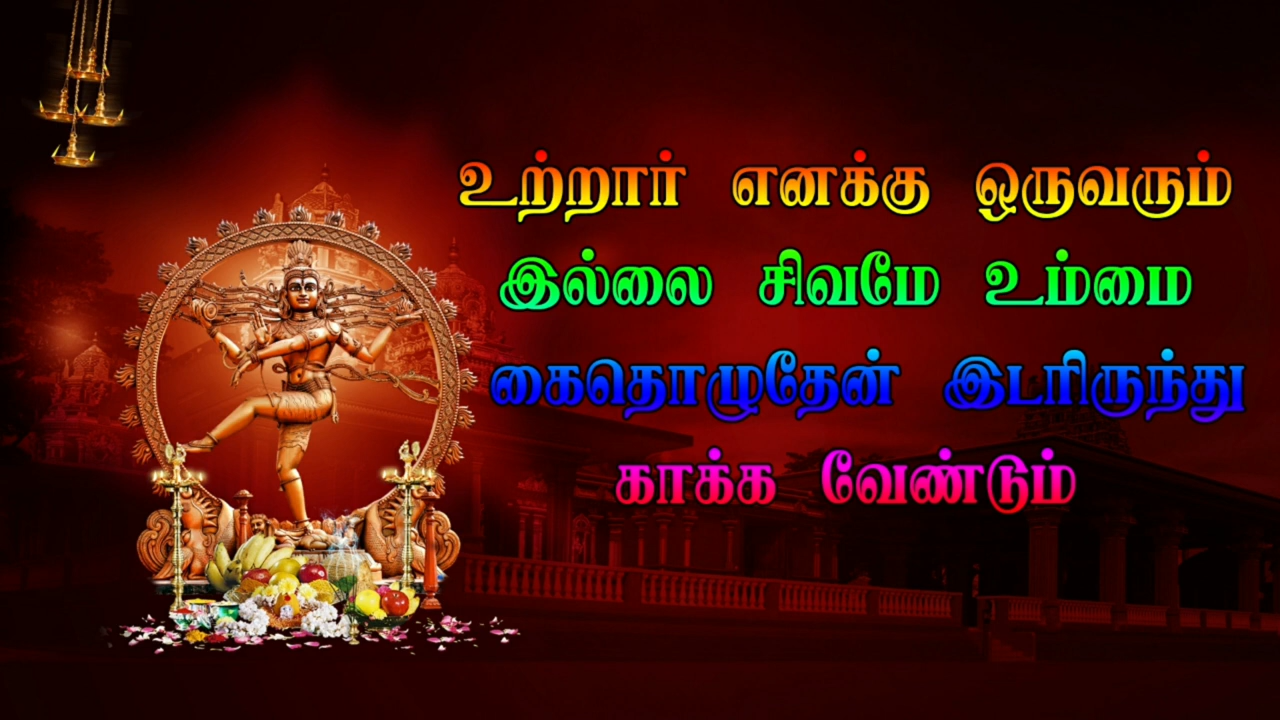 உற்றார் எனக்கு ஒருவரும்
இல்லை சிவமே உம்மை
கைதொழுதேன் இடரிருந்து
காக்க வேண்டும்